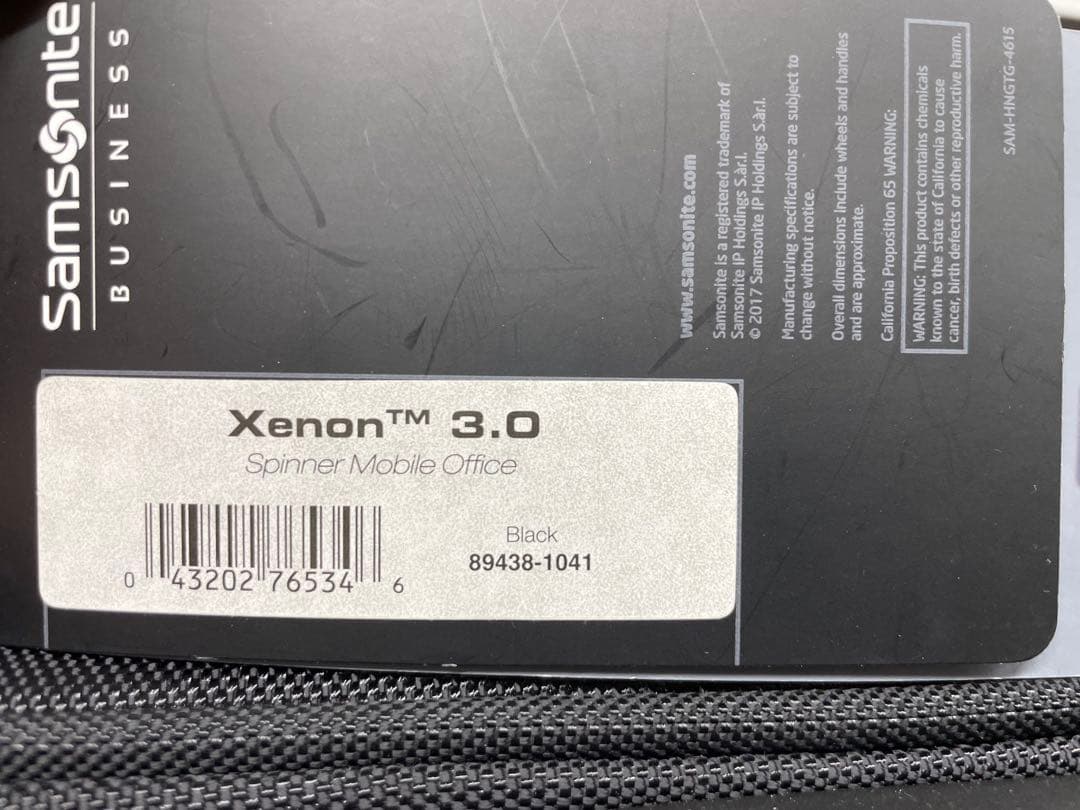 Samsonite
BUSINESS
Xenon™ 3.0
Spinner Mobile Office
Black
89438-1041
0 43202 76534 6
www.samsonite.com
Samsonite is a registered trademark of
Samsonite IP Holdings S.àr.l.
© 2017 Samsonite IP Holdings S.àr.l.
Manufacturing specifications are subject to
change without notice.
Overall dimensions include wheels and handles
and are approximate.
California Proposition 65 WARNING:
WARNING: This product contains chemicals
known to the state of California to cause
cancer, birth defects or other reproductive harm.
SAM-HNGTG-4615